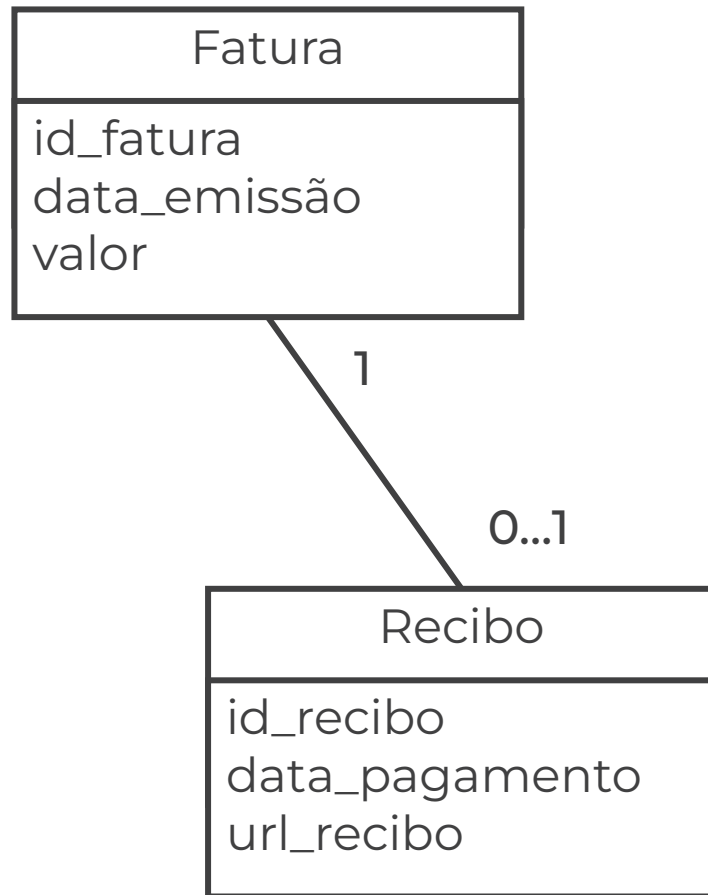 Fatura
id_fatura
data_emissão
valor
1
0...1
Recibo
id_recibo
data_pagamento
url_recibo